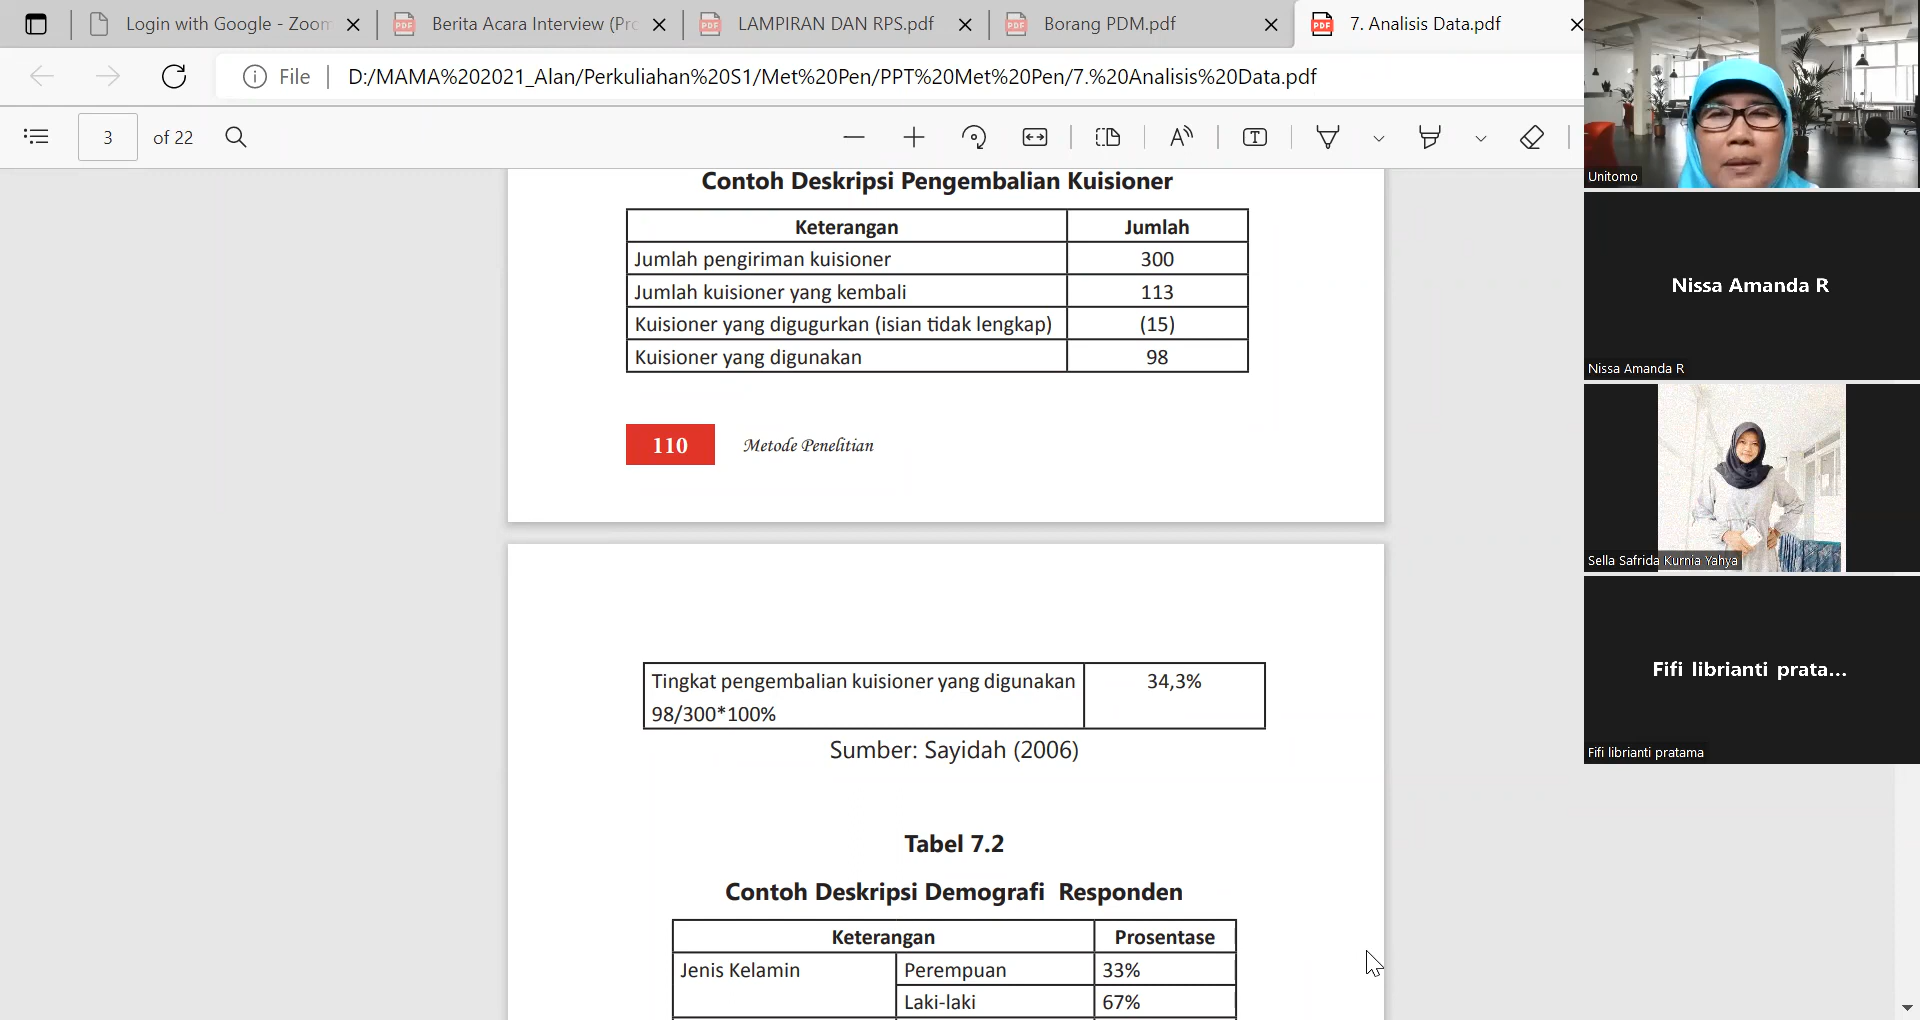 Login with Google - Zoom
Berita Acara Interview (Pro
LAMPIRAN DAN RPS.pdf
Borang PDM.pdf
7. Analisis Data.pdf
File
D:/MAMA%202021_Alan/Perkuliahan%20S1/Met%20Pen/PPT%20Met%20Pen/7.%20Analisis%20Data.pdf
3 of 22
Contoh Deskripsi Pengembalian Kuisioner
Keterangan Jumlah
Jumlah pengiriman kuisioner 300
Jumlah kuisioner yang kembali 113
Kuisioner yang digugurkan (isian tidak lengkap) (15)
Kuisioner yang digunakan 98
110 Metode Penelitian
Tingkat pengembalian kuisioner yang digunakan 34,3%
98/300*100%
Sumber: Sayidah (2006)
Tabel 7.2
Contoh Deskripsi Demografi Responden
Keterangan Prosentase
Jenis Kelamin Perempuan 33%
Laki-laki 67%
Unitomo
Nissa Amanda R
Nissa Amanda R
Sella Safrida Kurnia Yahya
Fifi librianti prata...
Fifi librianti pratama